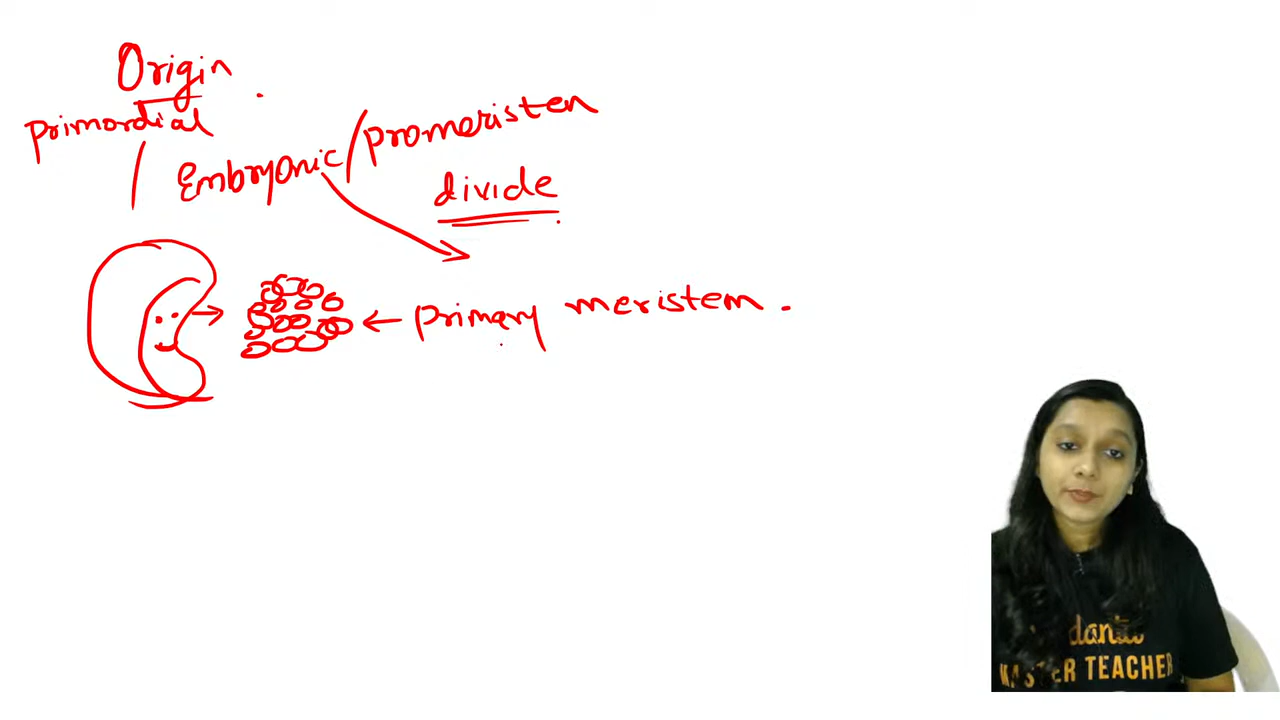 Origin
primordial
Embryonic/promeristen
divide
primary meristem.
MASTER TEACHER